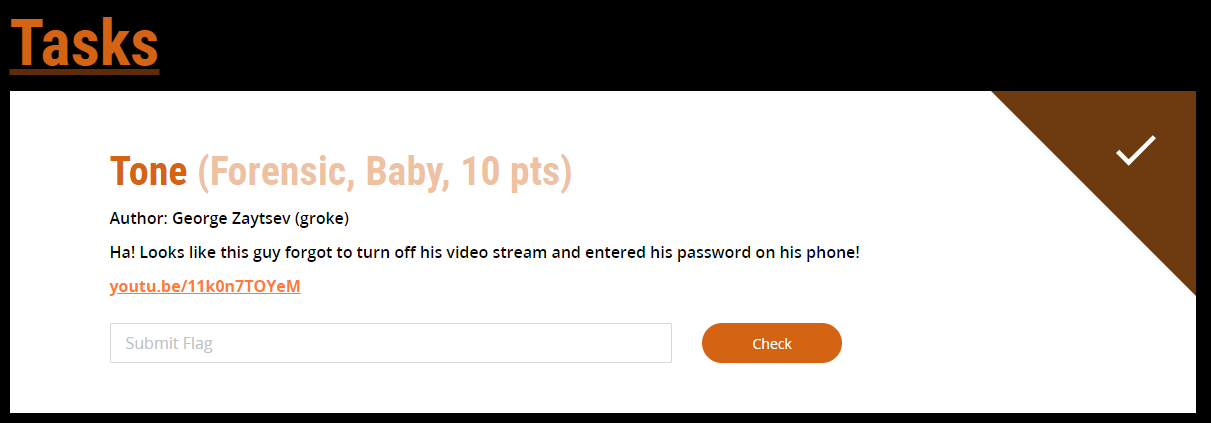 Tasks
Tone (Forensic, Baby, 10 pts)
Author: George Zaytsev (groke)
Ha! Looks like this guy forgot to turn off his video stream and entered his password on his phone!
youtu.be/11k0n7TOYeM
Submit Flag
Check